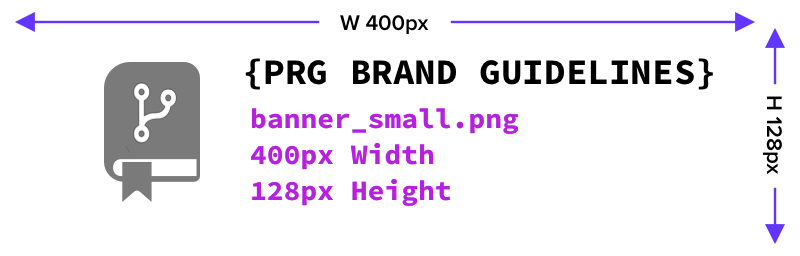 W 400px
{PRG BRAND GUIDELINES}
banner_small.png
400px Width
128px Height
H 128px